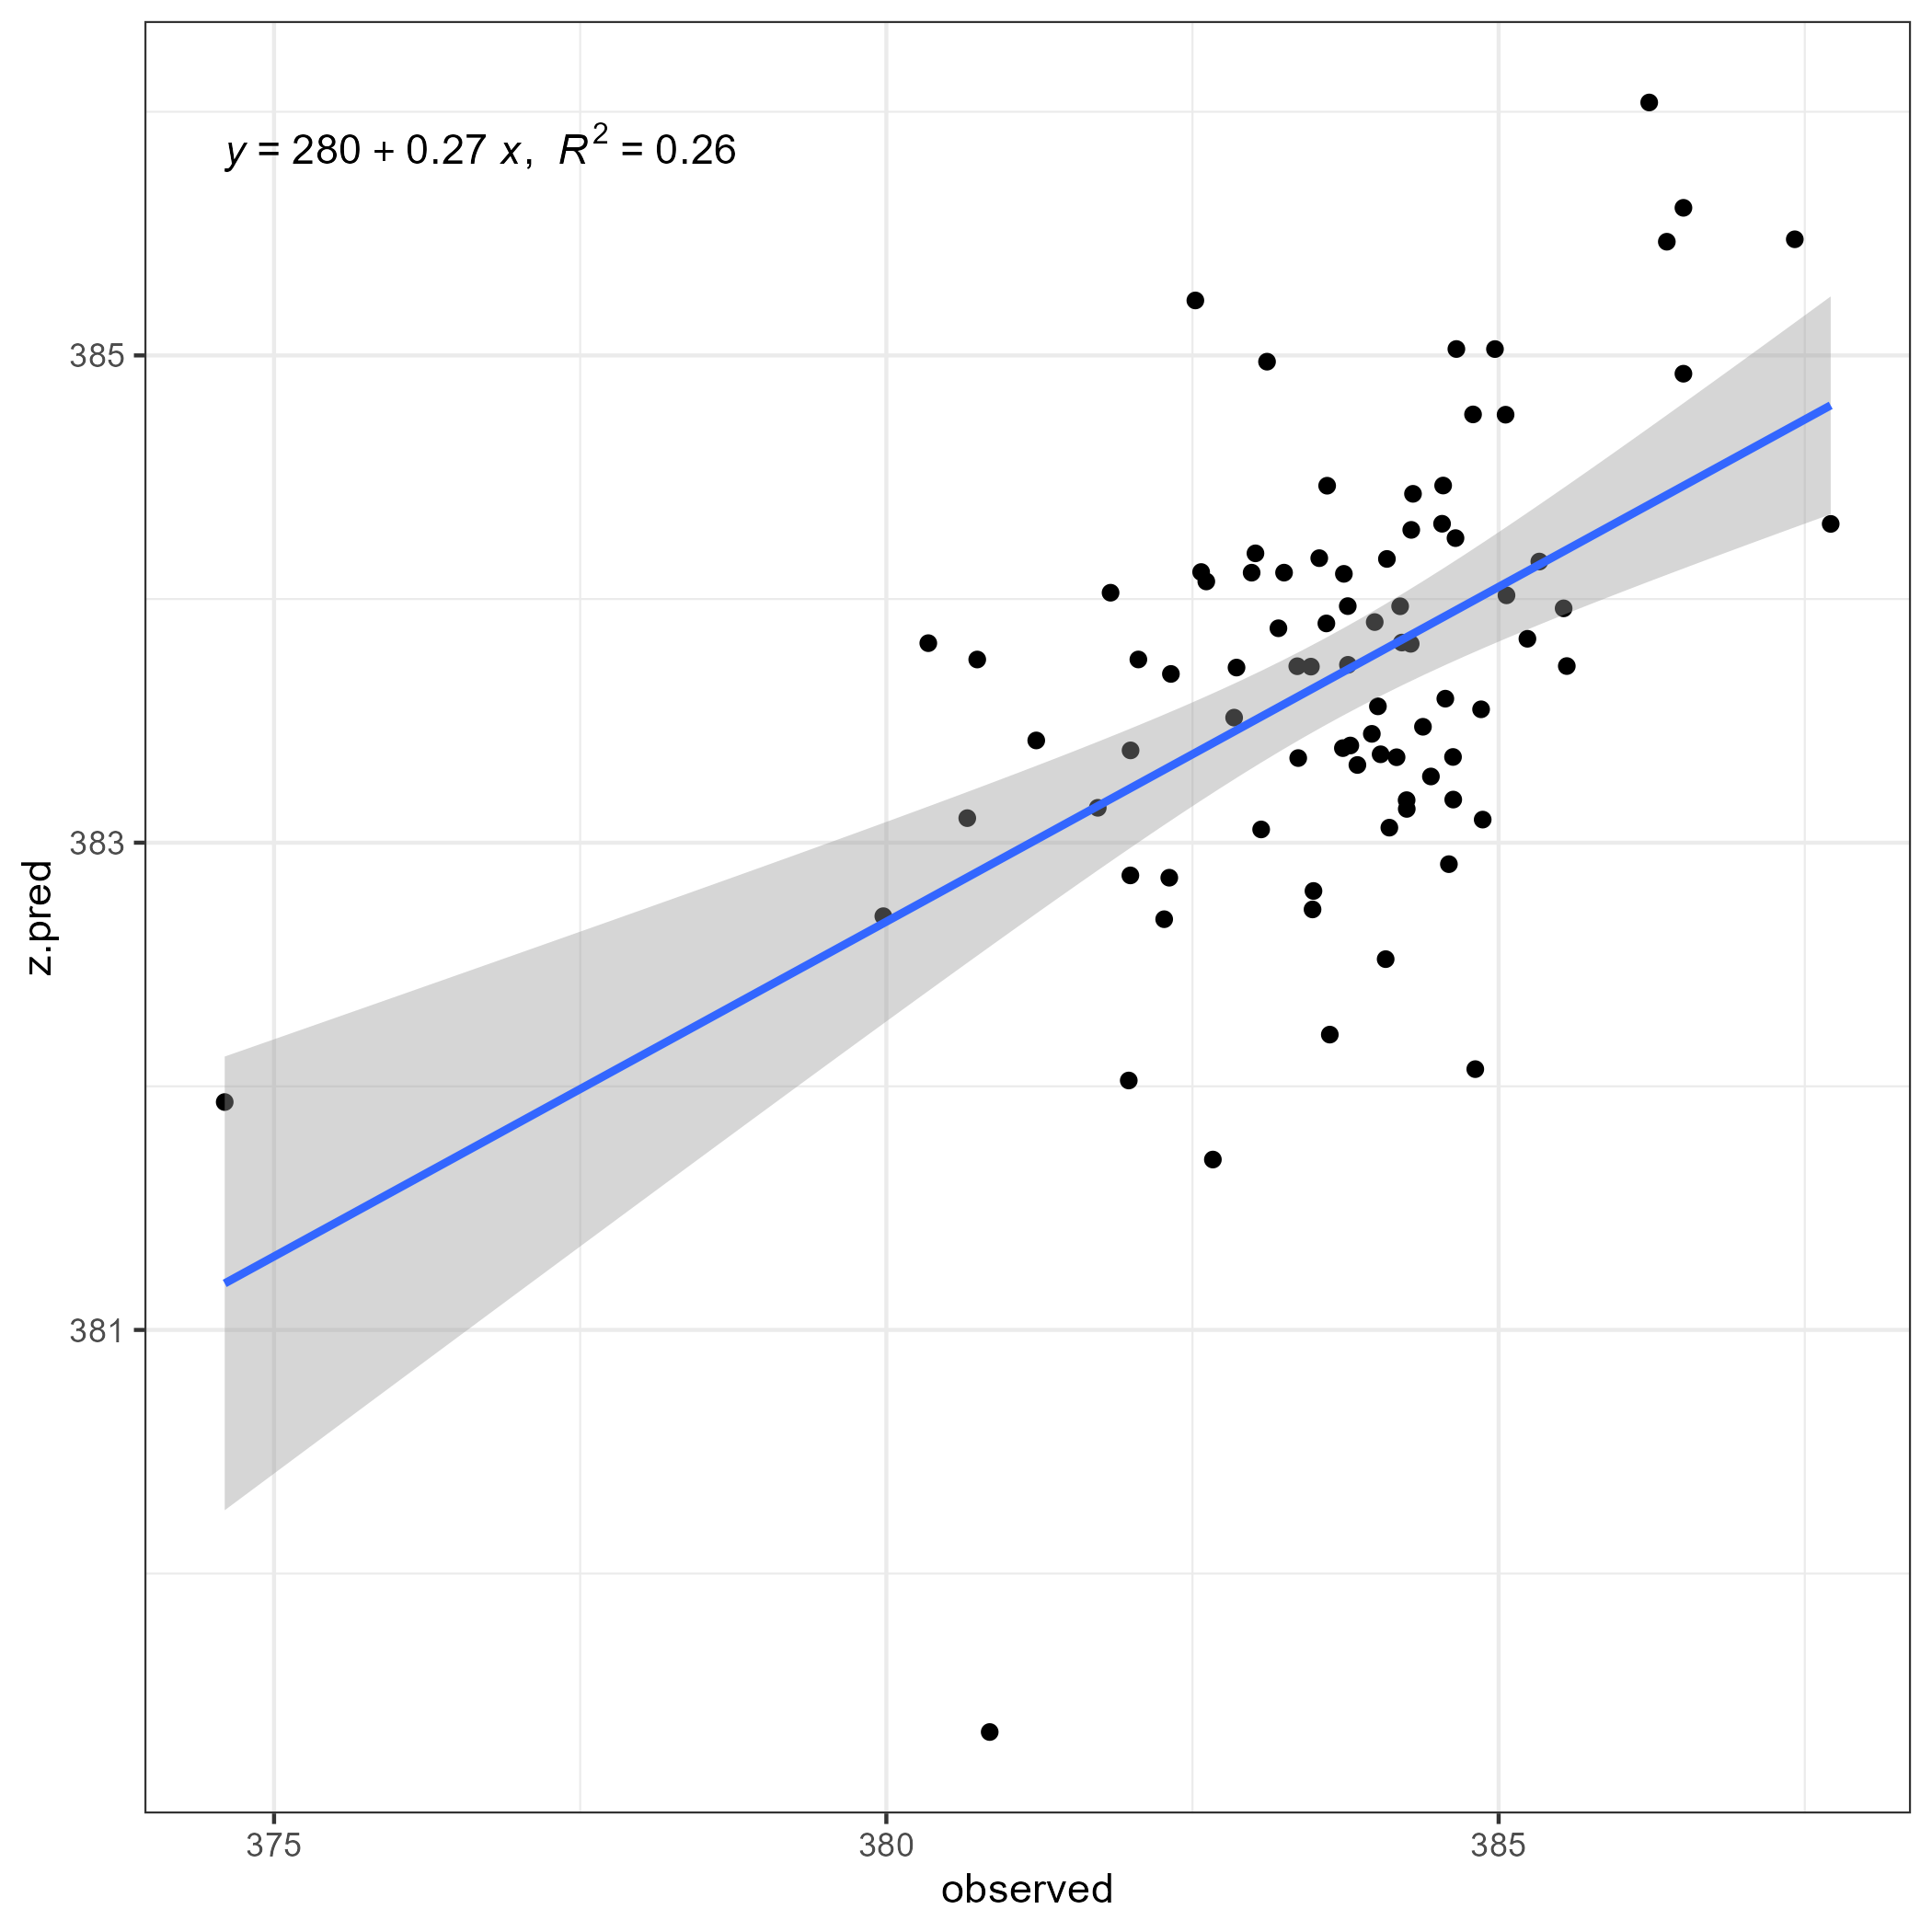 y = 280 + 0.27 x, R² = 0.26
385
383
381
z.pred
375 380 385
observed